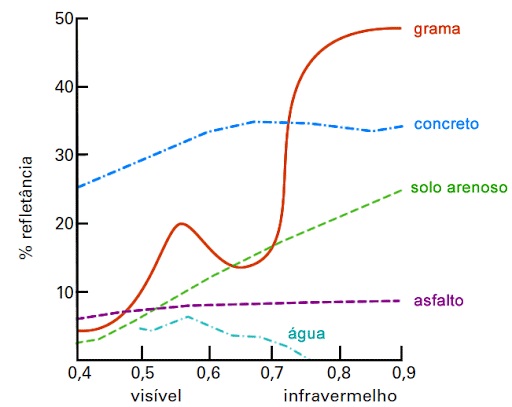 50
grama
40
concreto
30
solo arenoso
% refletância
20
10
asfalto
água
0,4 0,5 0,6 0,7 0,8 0,9
visível infravermelho